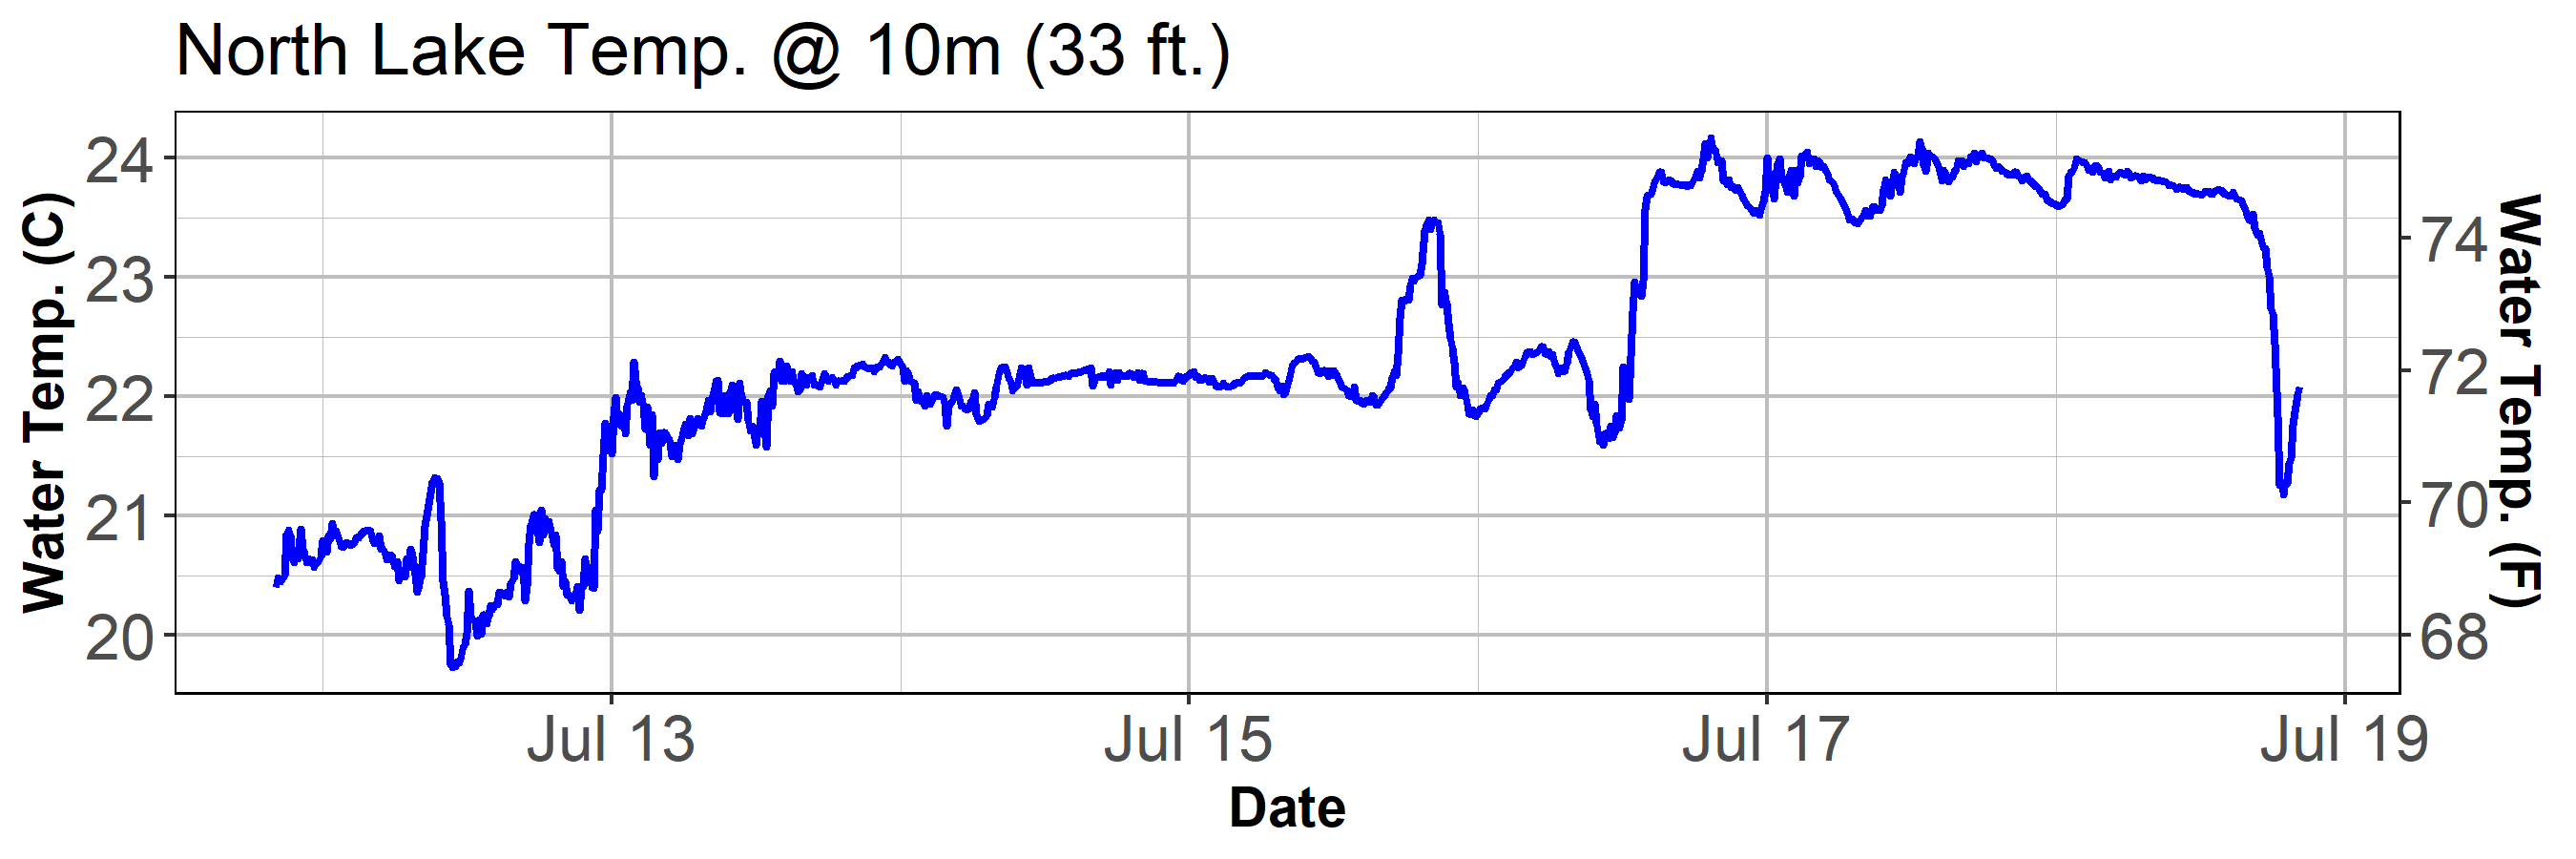 North Lake Temp. @ 10m (33 ft.)
Water Temp. (C)
24
23
22
21
20
74
72
70
68
Water Temp. (F)
Jul 13
Jul 15
Jul 17
Jul 19
Date